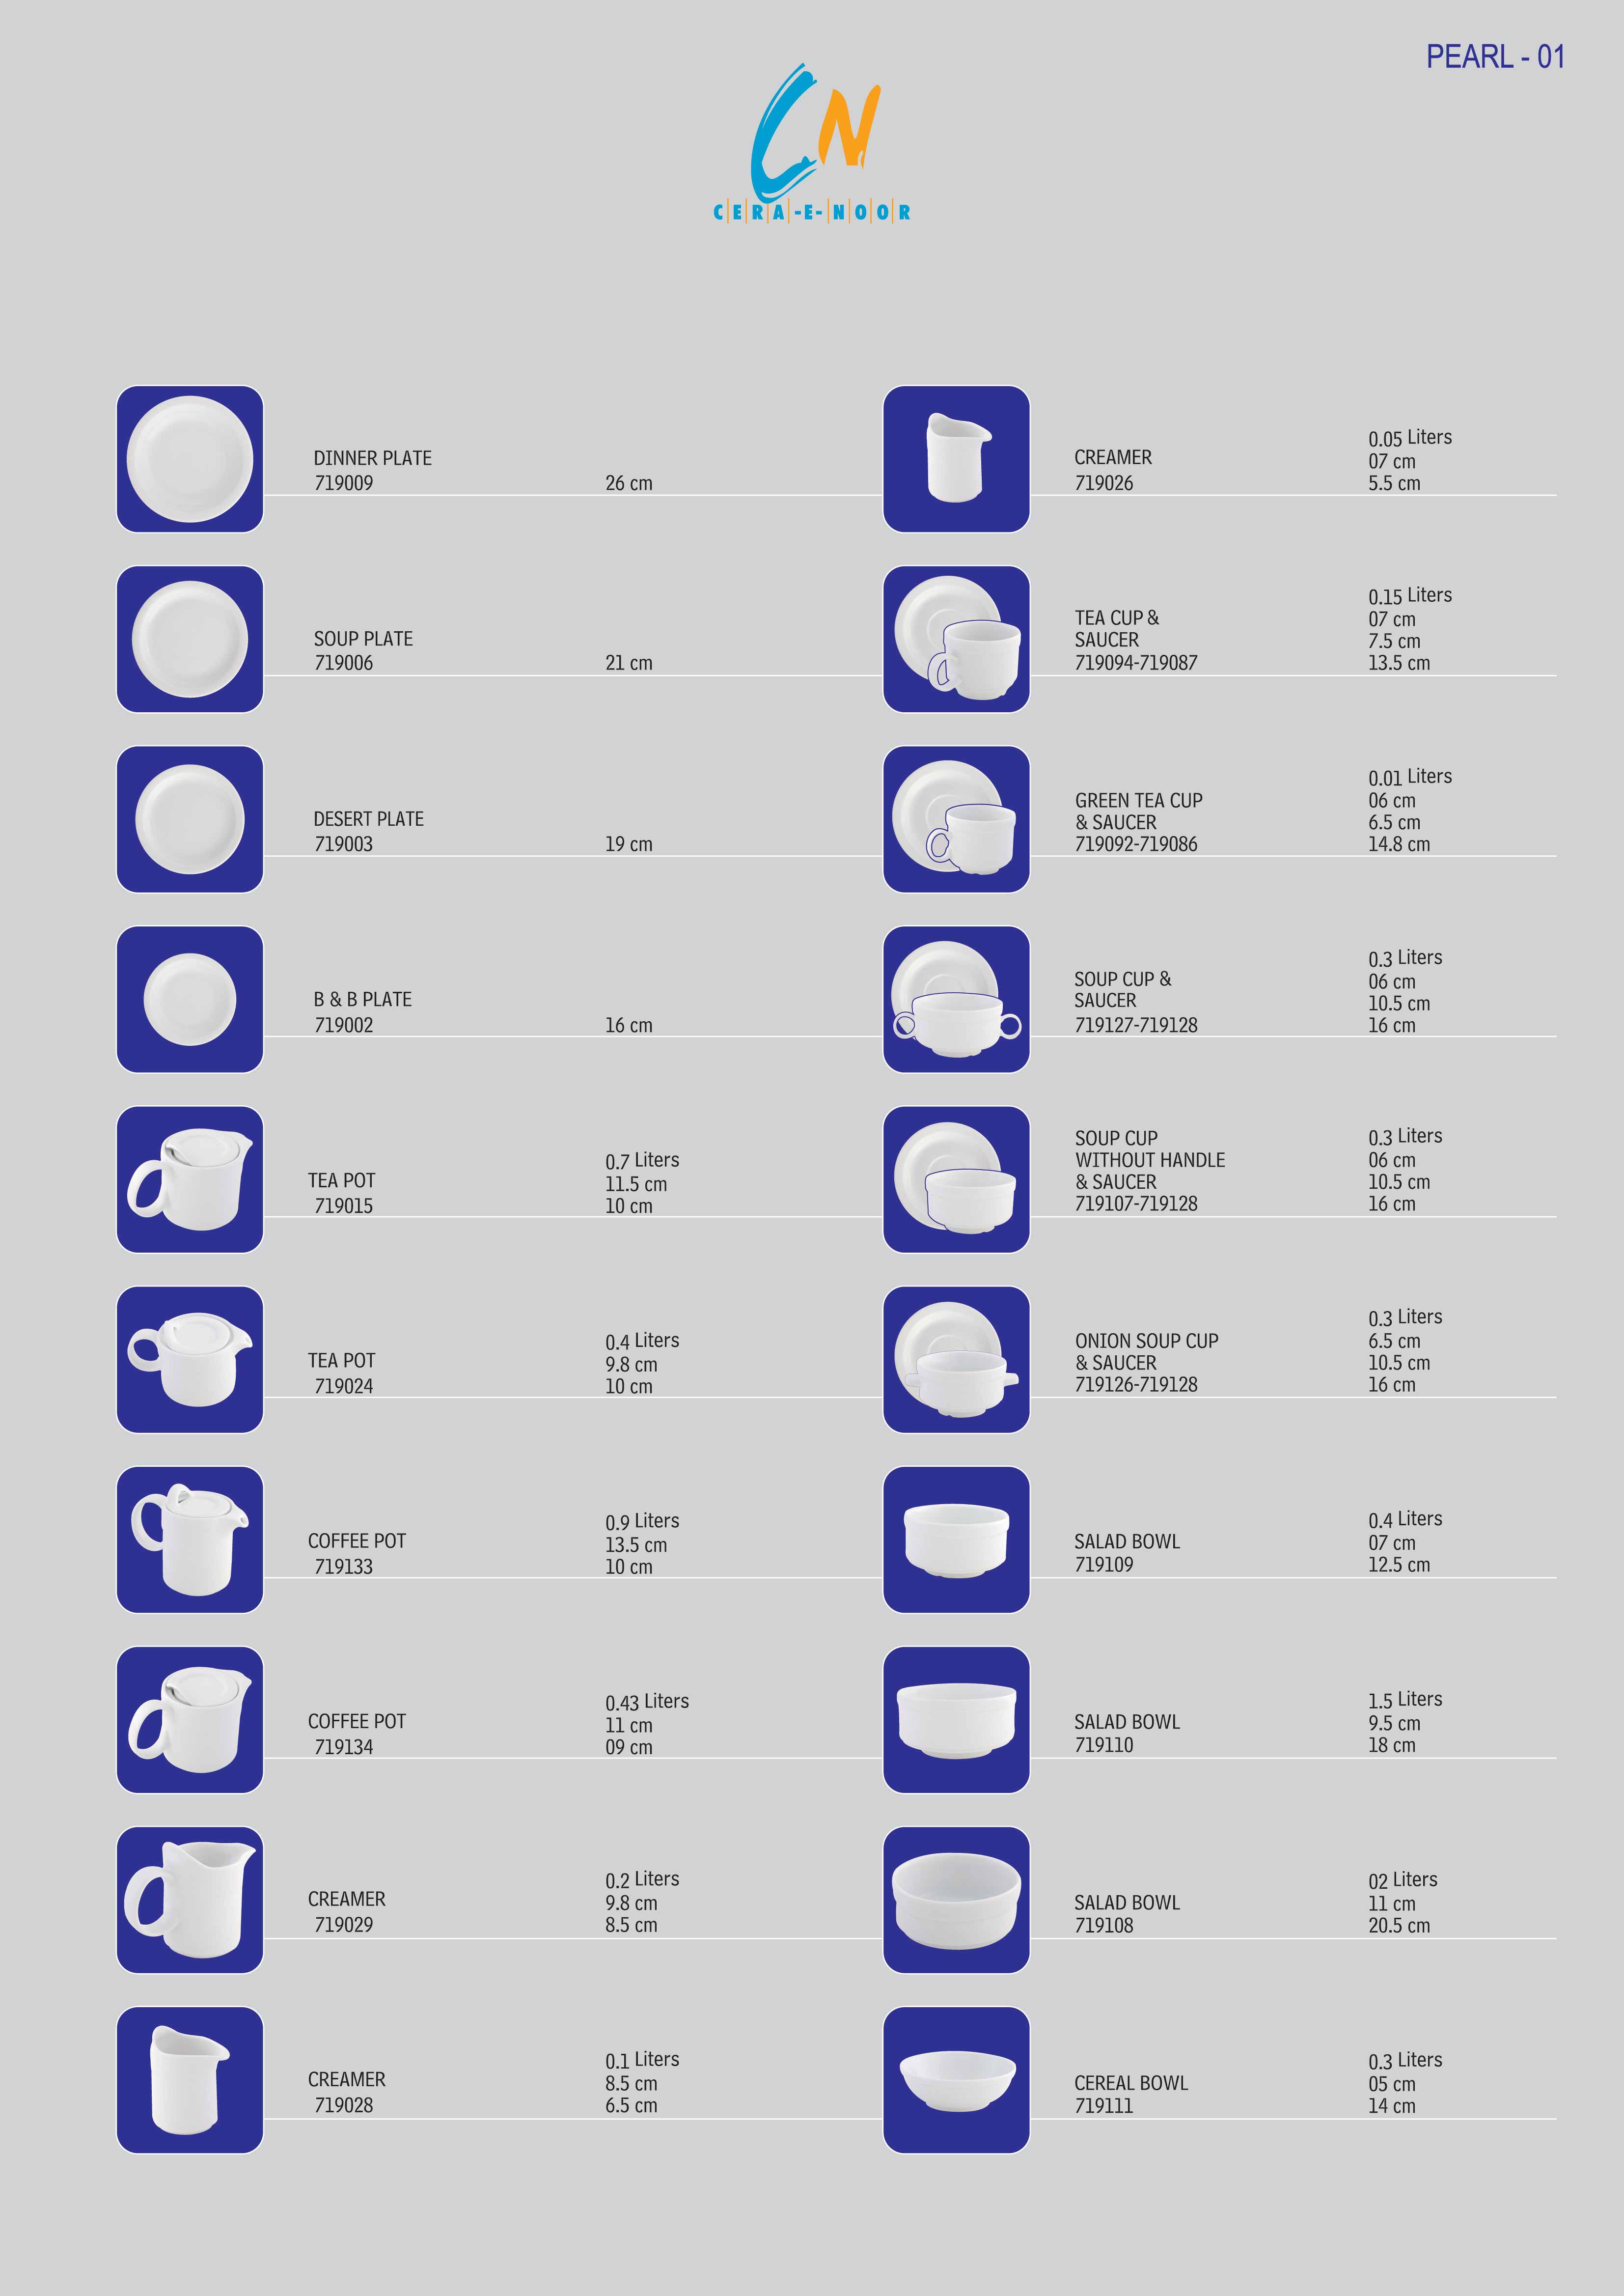 PEARL - 01
CN
CERA-E-NOOR
DINNER PLATE
719009
26 cm
SOUP PLATE
719006
21 cm
DESERT PLATE
719003
19 cm
B & B PLATE
719002
16 cm
TEA POT
719015
0.7 Liters
11.5 cm
10 cm
TEA POT
719024
0.4 Liters
9.8 cm
10 cm
COFFEE POT
719133
0.9 Liters
13.5 cm
10 cm
COFFEE POT
719134
0.43 Liters
11 cm
09 cm
CREAMER
719029
0.2 Liters
9.8 cm
8.5 cm
CREAMER
719028
0.1 Liters
8.5 cm
6.5 cm
CREAMER
719026
0.05 Liters
07 cm
5.5 cm
TEA CUP &
SAUCER
719094-719087
0.15 Liters
07 cm
7.5 cm
13.5 cm
GREEN TEA CUP
& SAUCER
719092-719086
0.01 Liters
06 cm
6.5 cm
14.8 cm
SOUP CUP &
SAUCER
719127-719128
0.3 Liters
06 cm
10.5 cm
16 cm
SOUP CUP
WITHOUT HANDLE
& SAUCER
719107-719128
0.3 Liters
06 cm
10.5 cm
16 cm
ONION SOUP CUP
& SAUCER
719126-719128
0.3 Liters
6.5 cm
10.5 cm
16 cm
SALAD BOWL
719109
0.4 Liters
07 cm
12.5 cm
SALAD BOWL
719110
1.5 Liters
9.5 cm
18 cm
SALAD BOWL
719108
02 Liters
11 cm
20.5 cm
CEREAL BOWL
719111
0.3 Liters
05 cm
14 cm